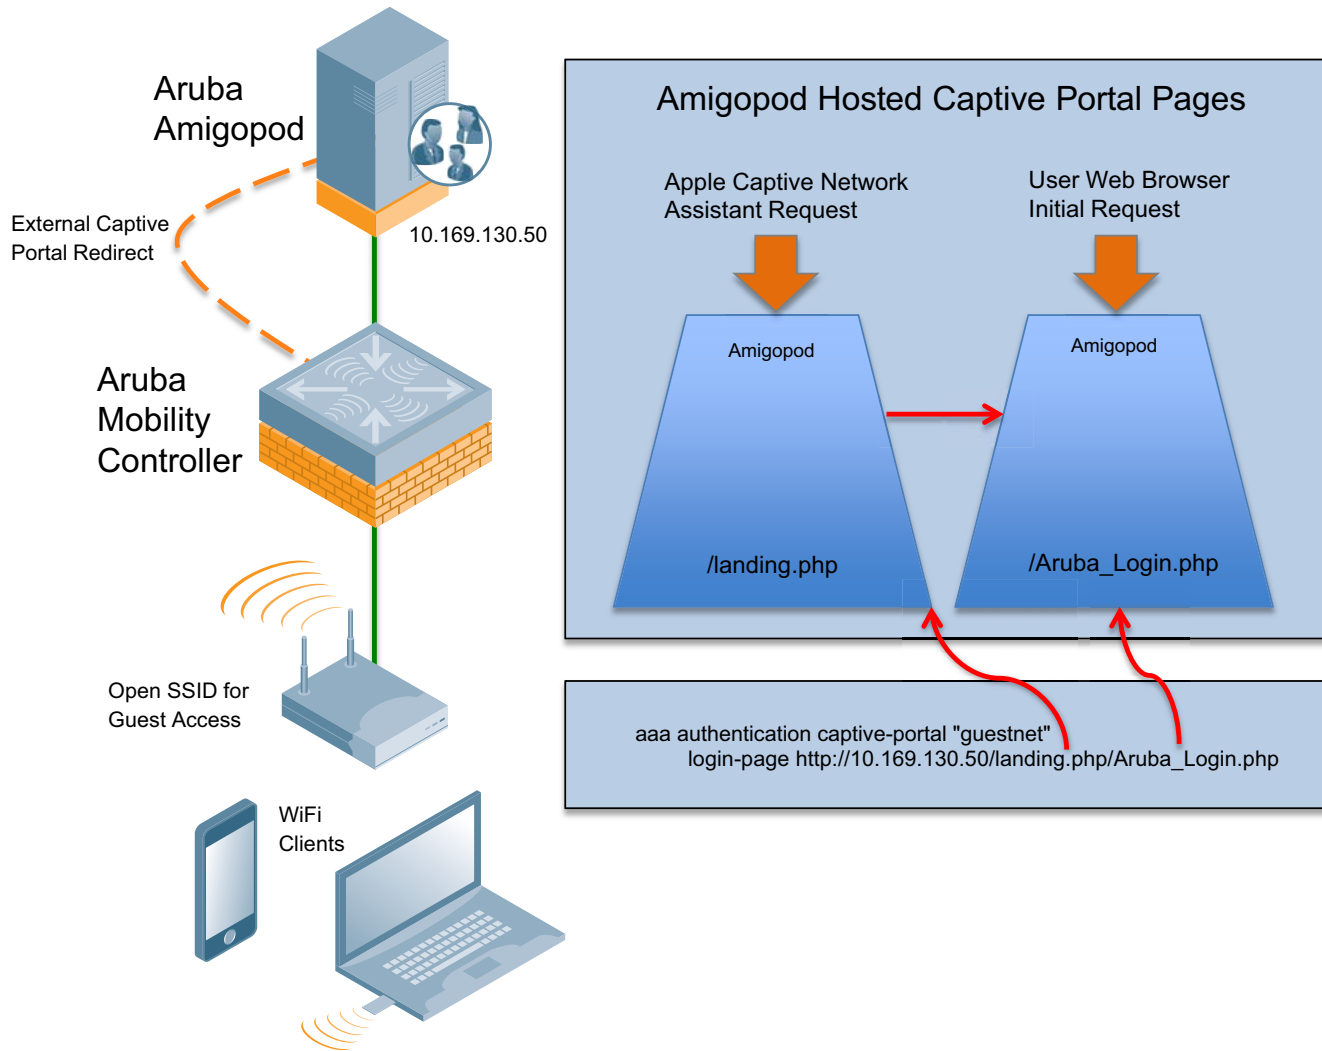 Aruba
Amigopod
External Captive
Portal Redirect
10.169.130.50
Aruba
Mobility
Controller
Open SSID for
Guest Access
WiFi
Clients
Amigopod Hosted Captive Portal Pages
Apple Captive Network
Assistant Request
User Web Browser
Initial Request
Amigopod
Amigopod
/landing.php
/Aruba_Login.php
aaa authentication captive-portal "guestnet"
login-page http://10.169.130.50/landing.php/Aruba_Login.php